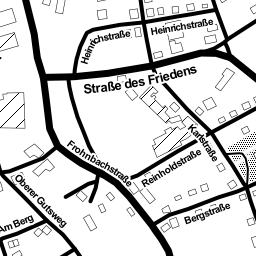 Heinrichstraße
Heinrichstraße
Straße des Friedens
Karlstraße
Frohnbachstraße
Reinholdstraße
Oberer Gutsweg
Am Berg
Bergstraße